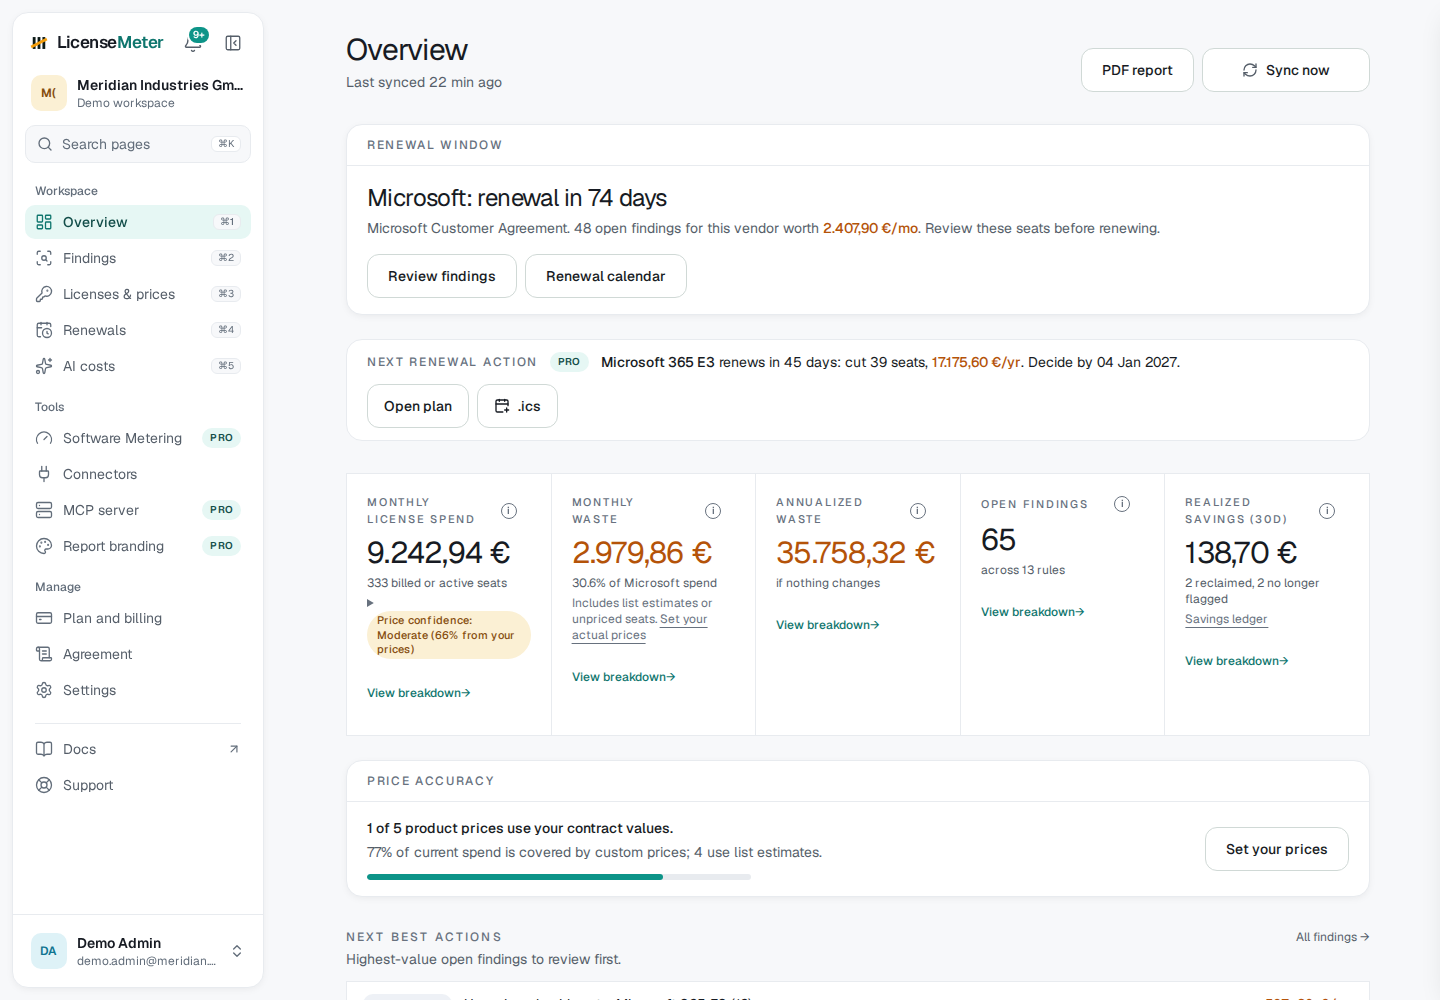 LicenseMeter
9+
M(
Meridian Industries Gm...
Demo workspace
Search pages
⌘K
Workspace
Overview
⌘1
Findings
⌘2
Licenses & prices
⌘3
Renewals
⌘4
AI costs
⌘5
Tools
Software Metering
PRO
Connectors
MCP server
PRO
Report branding
PRO
Manage
Plan and billing
Agreement
Settings
Docs
Support
DA
Demo Admin
demo.admin@meridian....
Overview
Last synced 22 min ago
PDF report
Sync now
RENEWAL WINDOW
Microsoft: renewal in 74 days
Microsoft Customer Agreement. 48 open findings for this vendor worth 2.407,90 €/mo. Review these seats before renewing.
Review findings
Renewal calendar
NEXT RENEWAL ACTION PRO Microsoft 365 E3 renews in 45 days: cut 39 seats, 17.175,60 €/yr. Decide by 04 Jan 2027.
Open plan
.ics
MONTHLY
LICENSE SPEND
i
9.242,94 €
333 billed or active seats
Price confidence:
Moderate (66% from your
prices)
View breakdown→
MONTHLY
WASTE
i
2.979,86 €
30.6% of Microsoft spend
Includes list estimates or
unpriced seats. Set your
actual prices
View breakdown→
ANNUALIZED
WASTE
i
35.758,32 €
if nothing changes
View breakdown→
OPEN FINDINGS
i
65
across 13 rules
View breakdown→
REALIZED
SAVINGS (30D)
i
138,70 €
2 reclaimed, 2 no longer
flagged
Savings ledger
View breakdown→
PRICE ACCURACY
1 of 5 product prices use your contract values.
77% of current spend is covered by custom prices; 4 use list estimates.
Set your prices
NEXT BEST ACTIONS
All findings →
Highest-value open findings to review first.